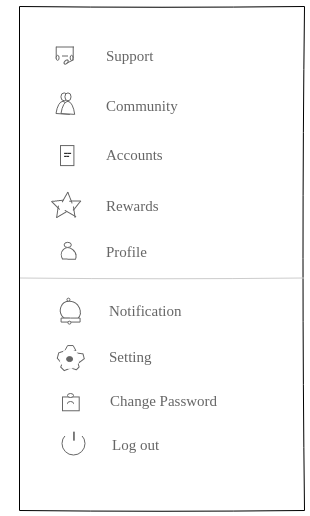 Support
Community
Accounts
Rewards
Profile
Notification
Setting
Change Password
Log out